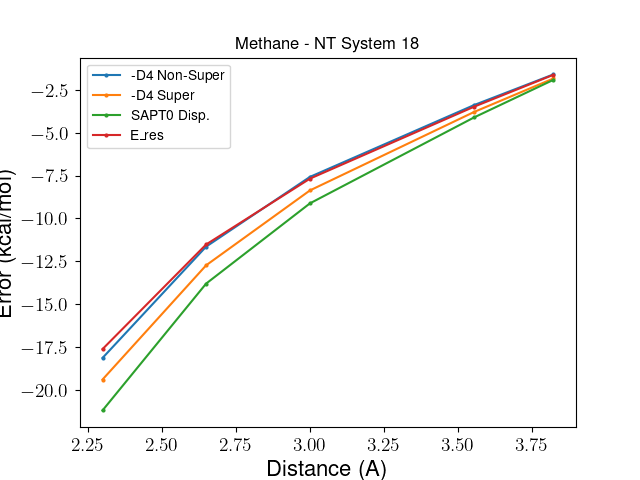 Methane - NT System 18
-D4 Non-Super
-D4 Super
SAPT0 Disp.
E_res
Error (kcal/mol)
−2.5
−5.0
−7.5
−10.0
−12.5
−15.0
−17.5
−20.0
2.25 2.50 2.75 3.00 3.25 3.50 3.75
Distance (A)